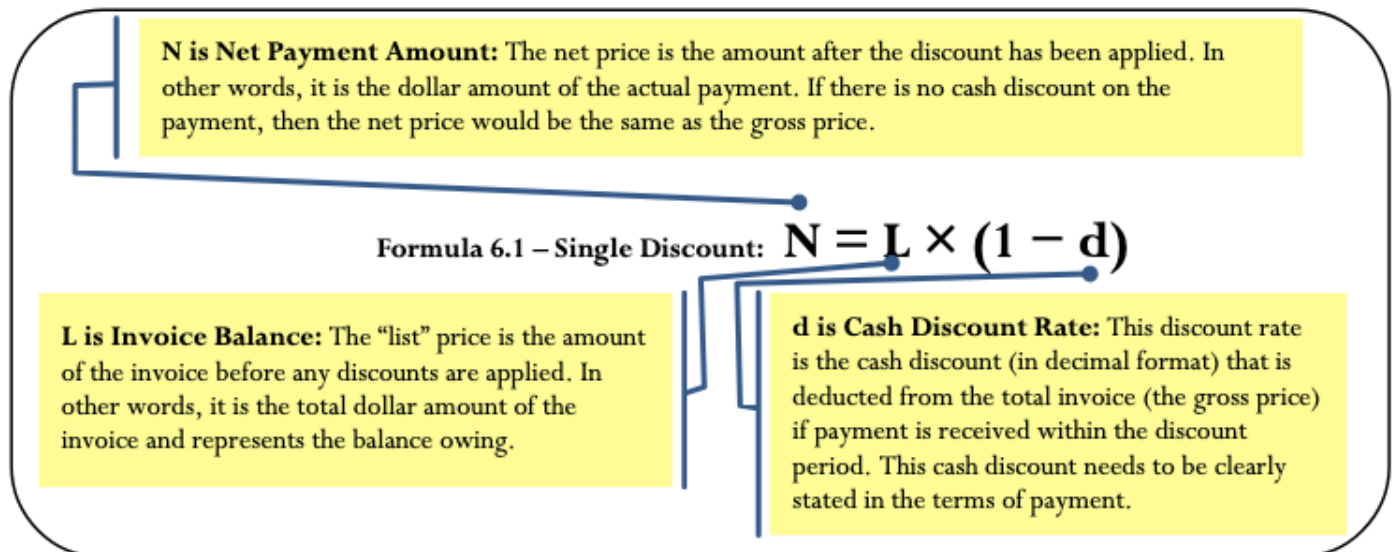 N is Net Payment Amount: The net price is the amount after the discount has been applied. In
other words, it is the dollar amount of the actual payment. If there is no cash discount on the
payment, then the net price would be the same as the gross price.
Formula 6.1 – Single Discount: N = L × (1 − d)
L is Invoice Balance: The “list” price is the amount
of the invoice before any discounts are applied. In
other words, it is the total dollar amount of the
invoice and represents the balance owing.
d is Cash Discount Rate: This discount rate
is the cash discount (in decimal format) that is
deducted from the total invoice (the gross price)
if payment is received within the discount
period. This cash discount needs to be clearly
stated in the terms of payment.